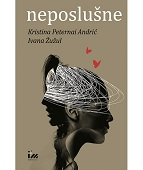 neposlušne
Kristina Peternai Andrić
Ivana Žužul